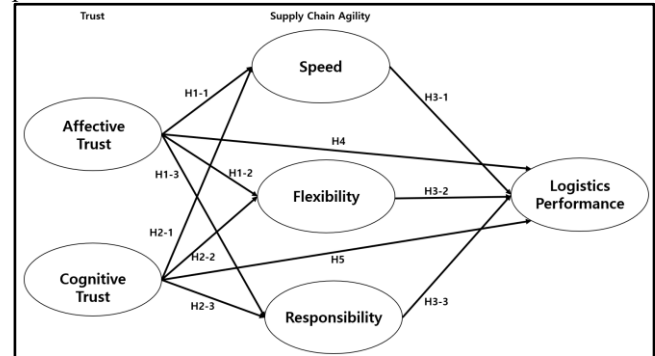 Trust
Supply Chain Agility
Speed
H1-1
H3-1
Affective
Trust
H4
H1-2
H1-3
Flexibility
H3-2
Logistics
Performance
H2-1
H2-2
H5
Cognitive
Trust
H2-3
H3-3
Responsibility